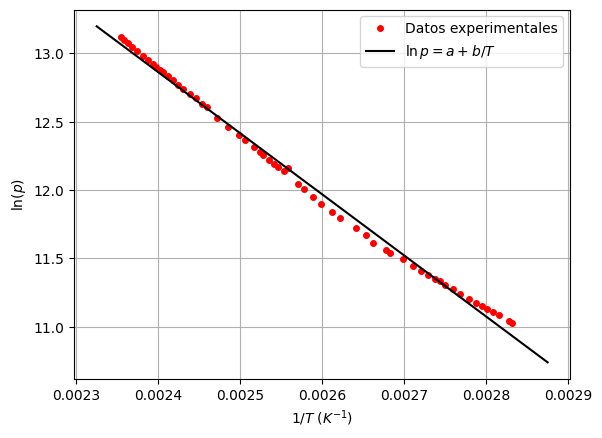 Datos experimentales
ln p = a + b/T
13.0
12.5
12.0
11.5
11.0
ln(p)
0.0023 0.0024 0.0025 0.0026 0.0027 0.0028 0.0029
1/T (K⁻¹)